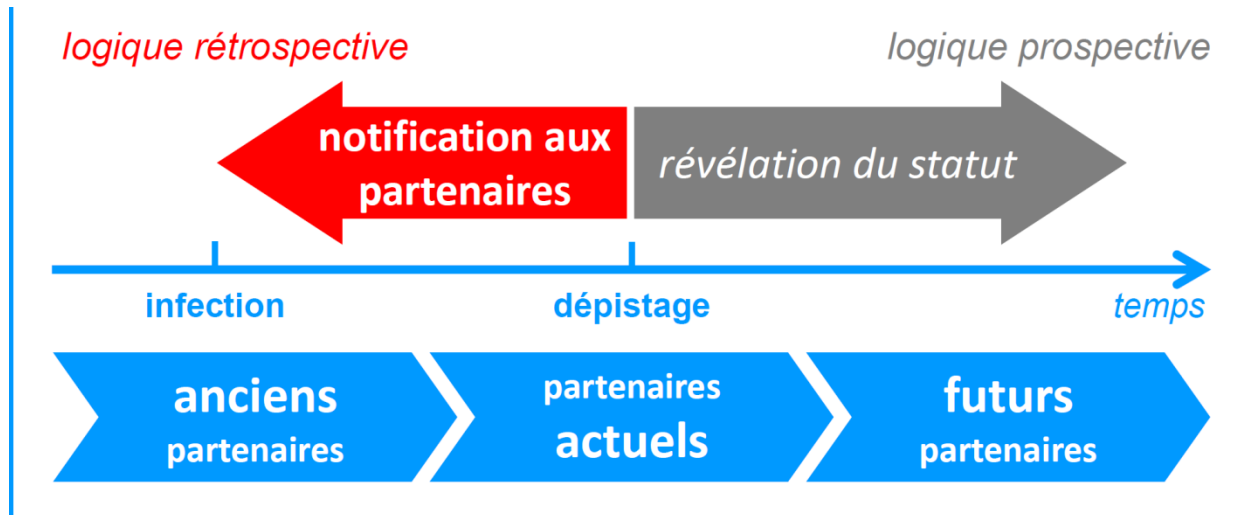 logique rétrospective
logique prospective
notification aux
partenaires
révélation du statut
infection
dépistage
temps
anciens
partenaires
partenaires
actuels
futurs
partenaires